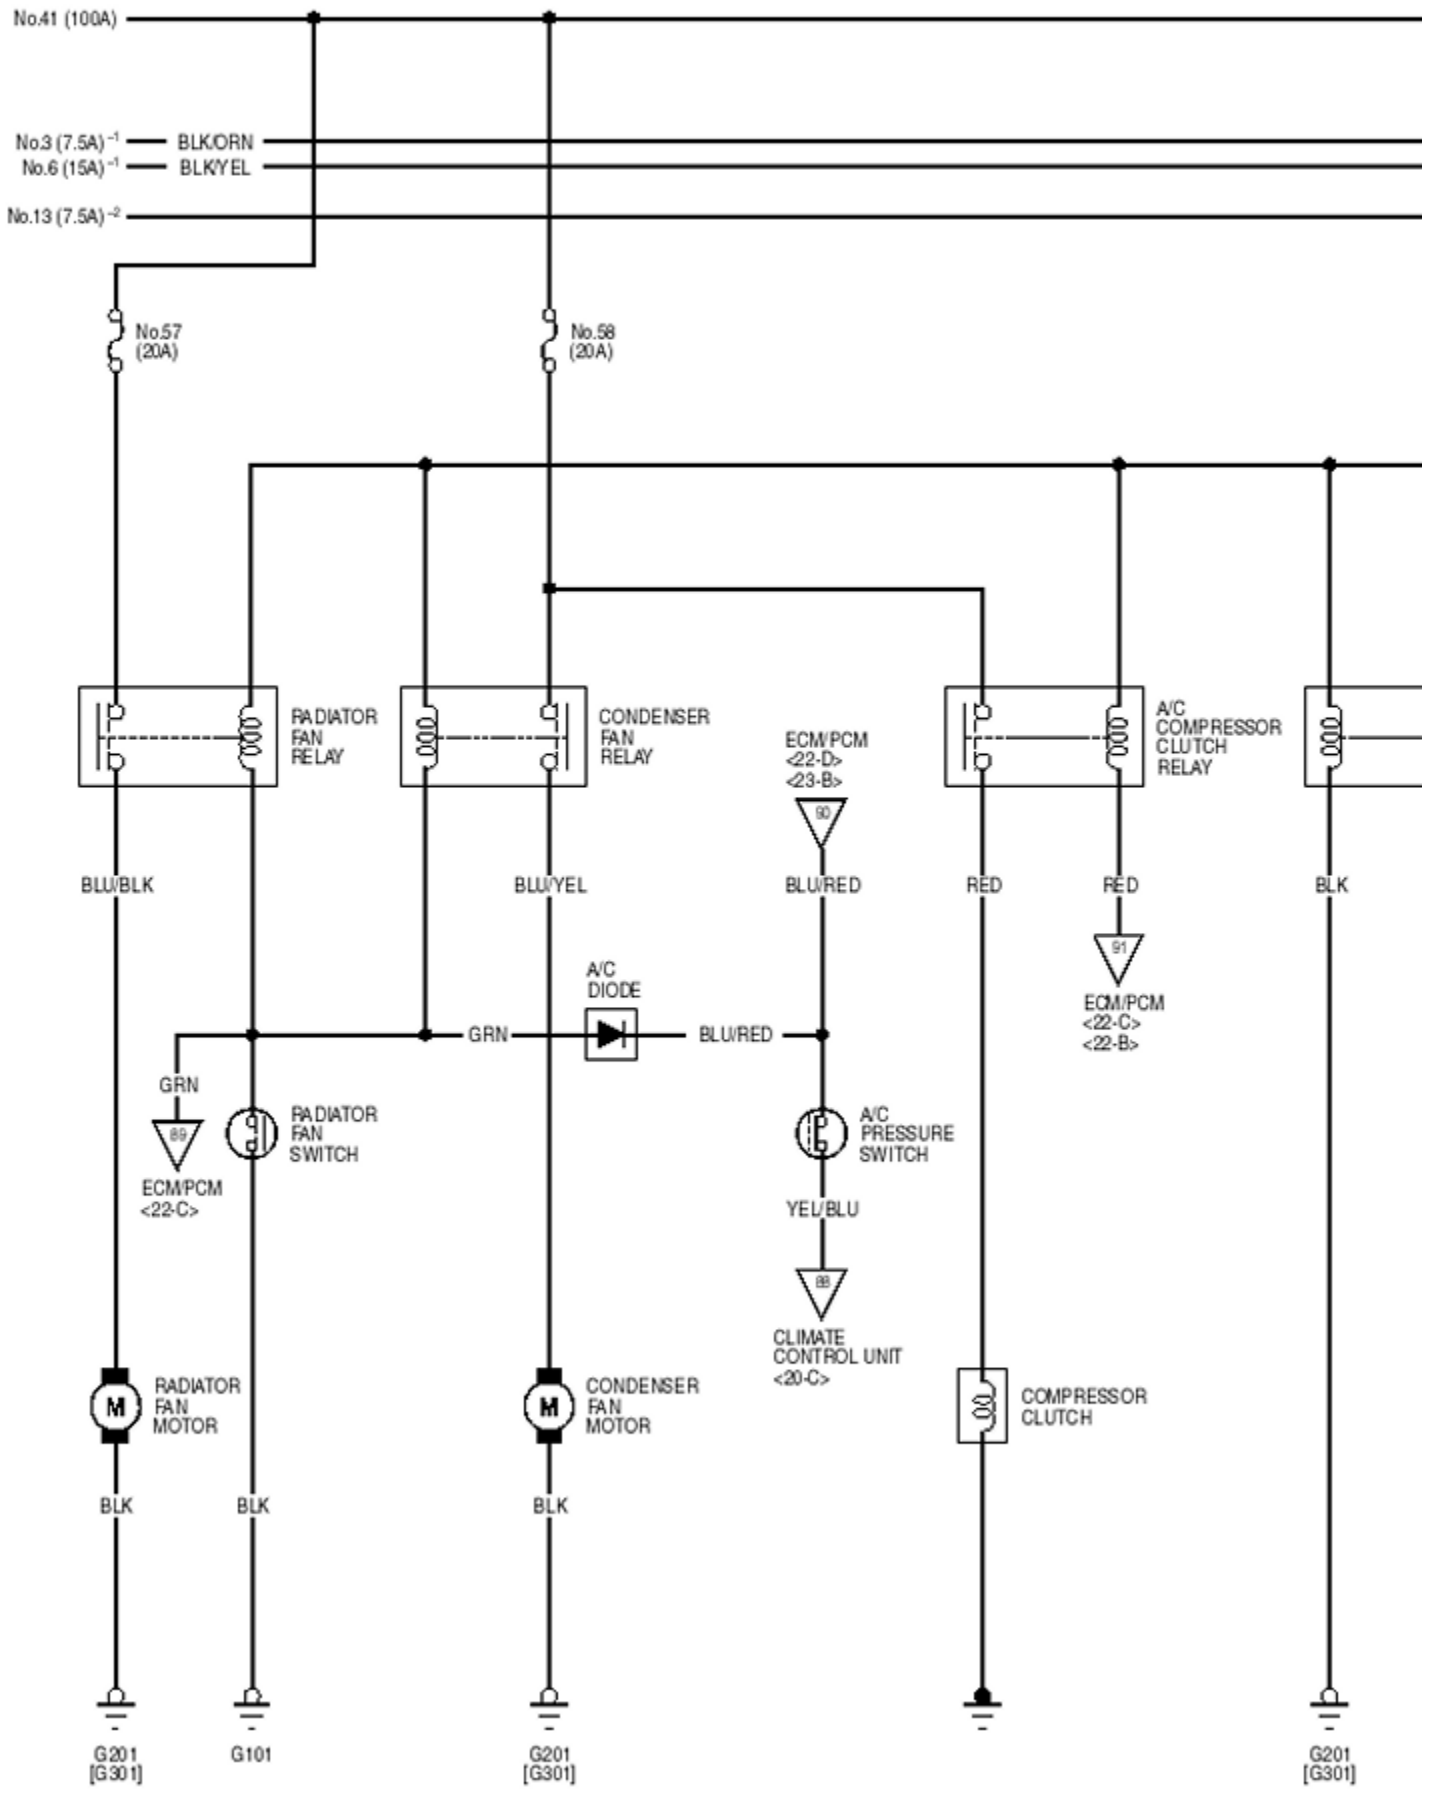 No.41 (100A)
No.3 (7.5A) –1 BLK/ORN
No.6 (15A) –1 BLK/YEL
No.13 (7.5A) –2
No.57
(20A)
No.58
(20A)
RADIATOR
FAN
RELAY
CONDENSER
FAN
RELAY
ECM/PCM
<22-D>
<23-B>
90
A/C
COMPRESSOR
CLUTCH
RELAY
BLU/BLK
BLU/YEL
BLU/RED
RED
RED
BLK
91
ECM/PCM
<22-C>
<22-B>
A/C
DIODE
GRN
BLU/RED
GRN
89
ECM/PCM
<22-C>
RADIATOR
FAN
SWITCH
A/C
PRESSURE
SWITCH
YEL/BLU
88
CLIMATE
CONTROL UNIT
<20-C>
M
RADIATOR
FAN
MOTOR
M
CONDENSER
FAN
MOTOR
COMPRESSOR
CLUTCH
BLK
BLK
BLK
G201
[G301]
G101
G201
[G301]
G201
[G301]